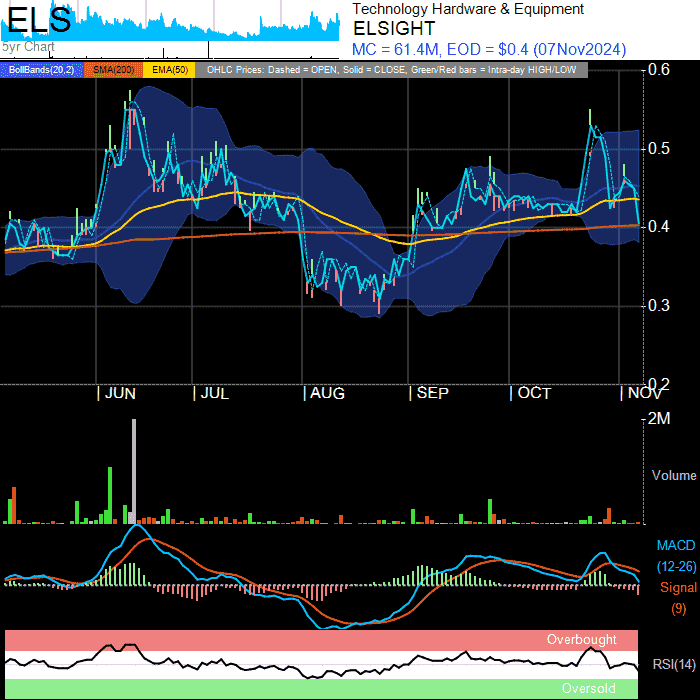 ELS
5yr Chart
Technology Hardware & Equipment
ELSIGHT
MC = 61.4M, EOD = $0.4 (07Nov2024)
BollBands(20,2) SMA(200) EMA(50) OHLC Prices: Dashed = OPEN, Solid = CLOSE, Green/Red bars = Intra-day HIGH/LOW
0.6
0.5
0.4
0.3
0.2
JUN JUL AUG SEP OCT NOV
2M
Volume
MACD
(12-26)
Signal
(9)
Overbought
RSI(14)
Oversold